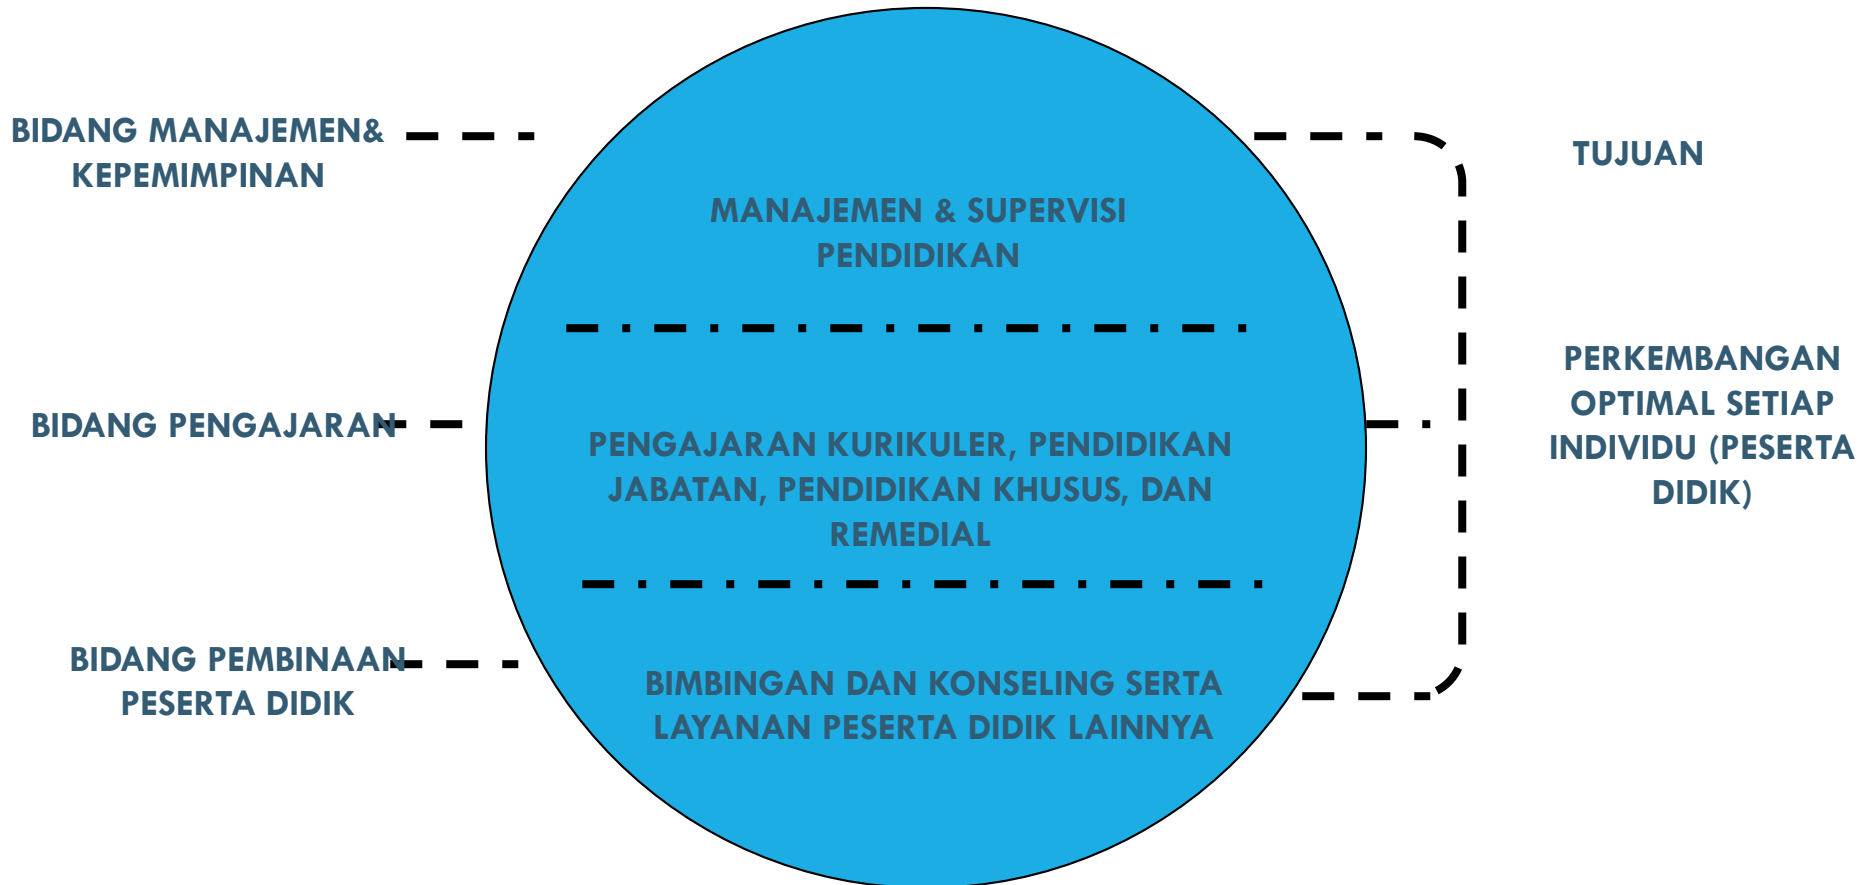 BIDANG MANAJEMEN&
KEPEMIMPINAN
MANAJEMEN & SUPERVISI
PENDIDIKAN
TUJUAN
BIDANG PENGAJARAN
PENGAJARAN KURIKULER, PENDIDIKAN
JABATAN, PENDIDIKAN KHUSUS, DAN
REMEDIAL
PERKEMBANGAN
OPTIMAL SETIAP
INDIVIDU (PESERTA
DIDIK)
BIDANG PEMBINAAN
PESERTA DIDIK
BIMBINGAN DAN KONSELING SERTA
LAYANAN PESERTA DIDIK LAINNYA